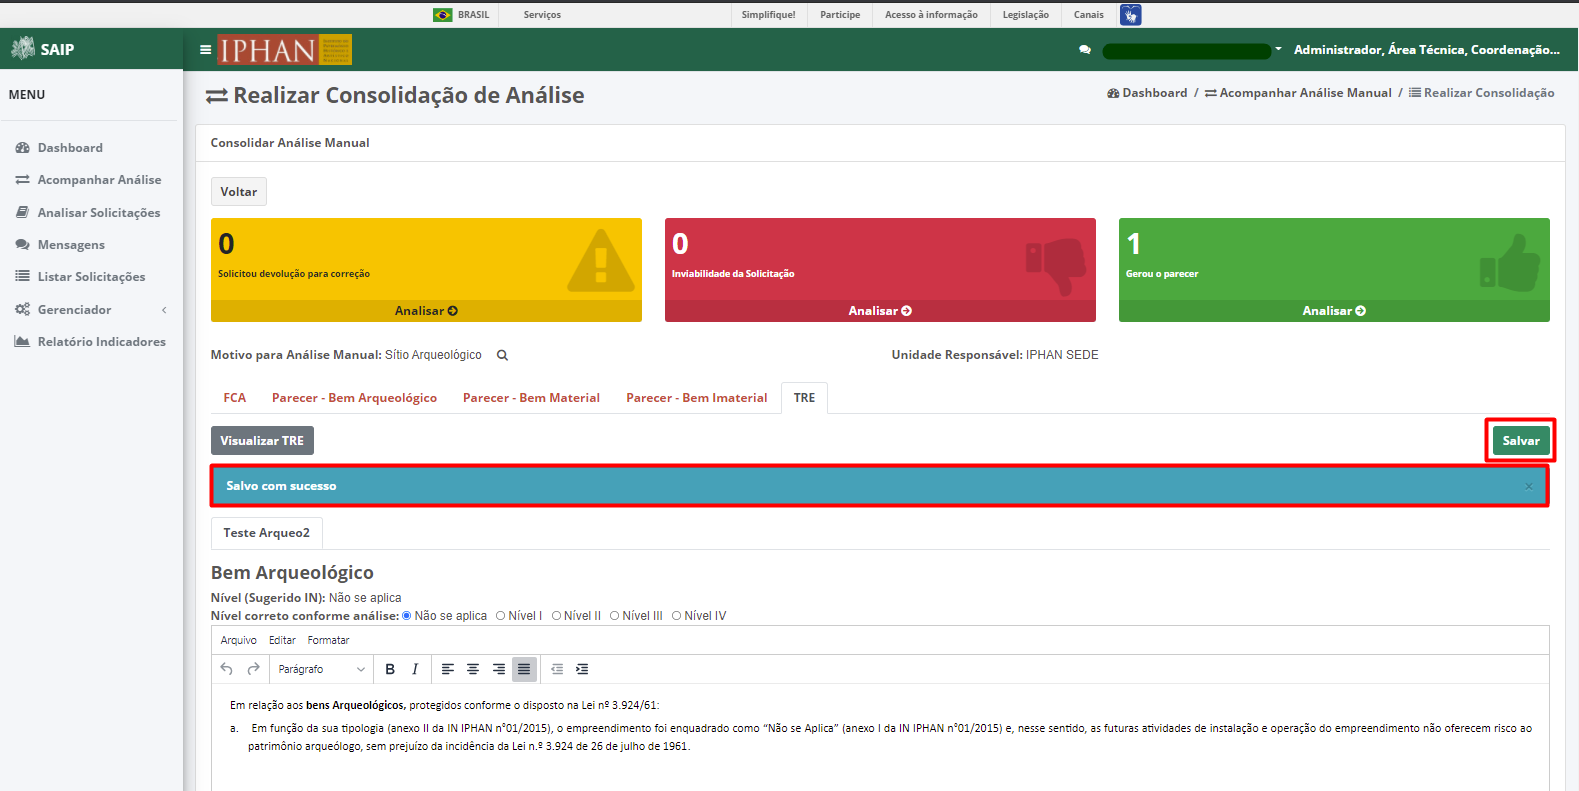 BRASIL Serviços Simplifique! Participe Acesso à informação Legislação Canais
SAIP
IPHAN
Administrador, Área Técnica, Coordenação...
MENU
Dashboard
Acompanhar Análise
Analisar Solicitações
Mensagens
Listar Solicitações
Gerenciador
Relatório Indicadores
Realizar Consolidação de Análise
Dashboard / Acompanhar Análise Manual / Realizar Consolidação
Consolidar Análise Manual
Voltar
0
Solicitou devolução para correção
Analisar
0
Inviabilidade da Solicitação
Analisar
1
Gerou o parecer
Analisar
Motivo para Análise Manual: Sítio Arqueológico
Unidade Responsável: IPHAN SEDE
FCA Parecer - Bem Arqueológico Parecer - Bem Material Parecer - Bem Imaterial TRE
Visualizar TRE
Salvar
Salvo com sucesso ×
Teste Arqueo2
Bem Arqueológico
Nível (Sugerido IN): Não se aplica
Nível correto conforme análise: Não se aplica Nível I Nível II Nível III Nível IV
Arquivo Editar Formatar
Parágrafo B I
Em relação aos bens Arqueológicos, protegidos conforme o disposto na Lei nº 3.924/61:
a. Em função da sua tipologia (anexo II da IN IPHAN n°01/2015), o empreendimento foi enquadrado como “Não se Aplica” (anexo I da IN IPHAN n°01/2015) e, nesse sentido, as futuras atividades de instalação e operação do empreendimento não oferecem risco ao
patrimônio arqueólogo, sem prejuízo da incidência da Lei n.º 3.924 de 26 de julho de 1961.